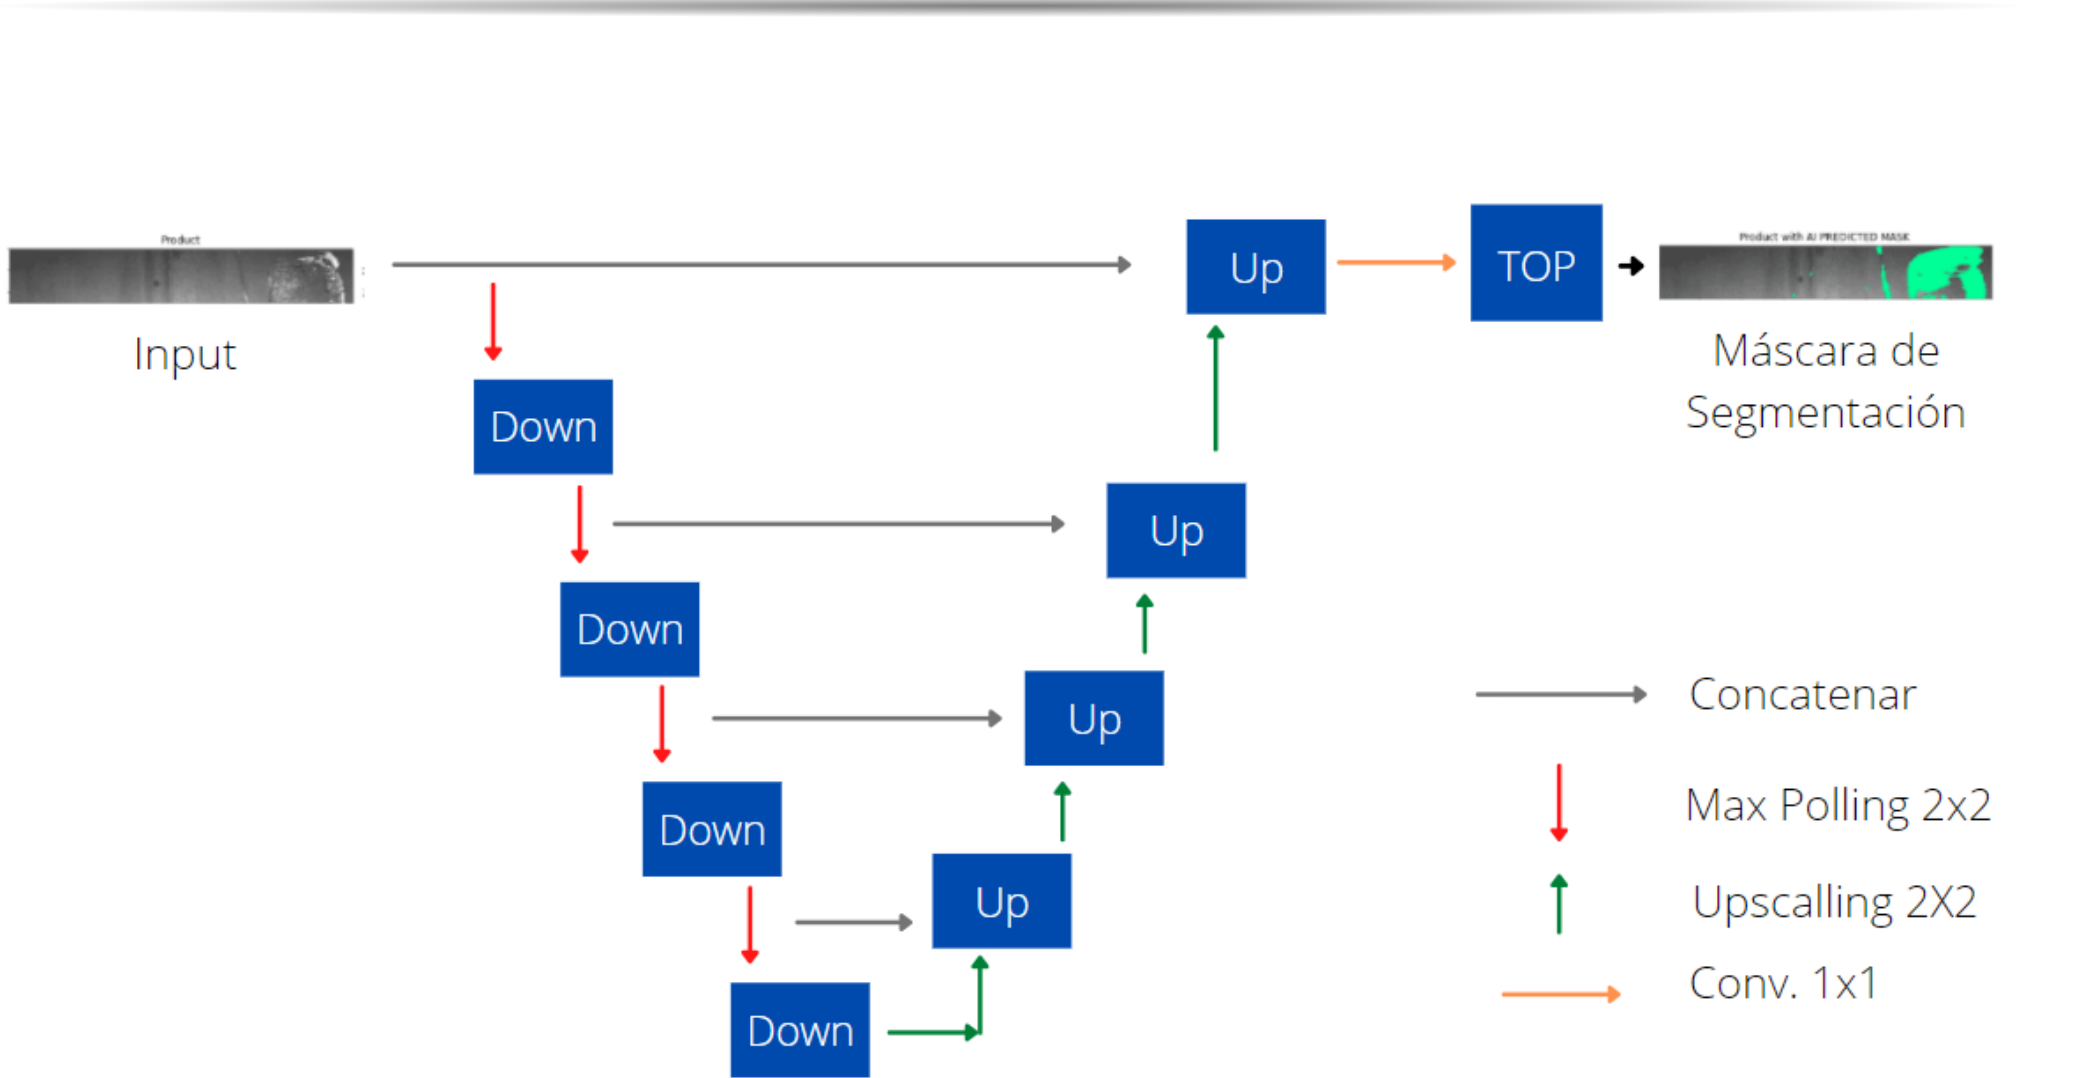 Product
Input
Up
TOP
Product with AI PREDICTED MASK
Máscara de
Segmentación
Down
Up
Down
Up
Down
Up
Down
Concatenar
Max Polling 2x2
Upscalling 2X2
Conv. 1x1